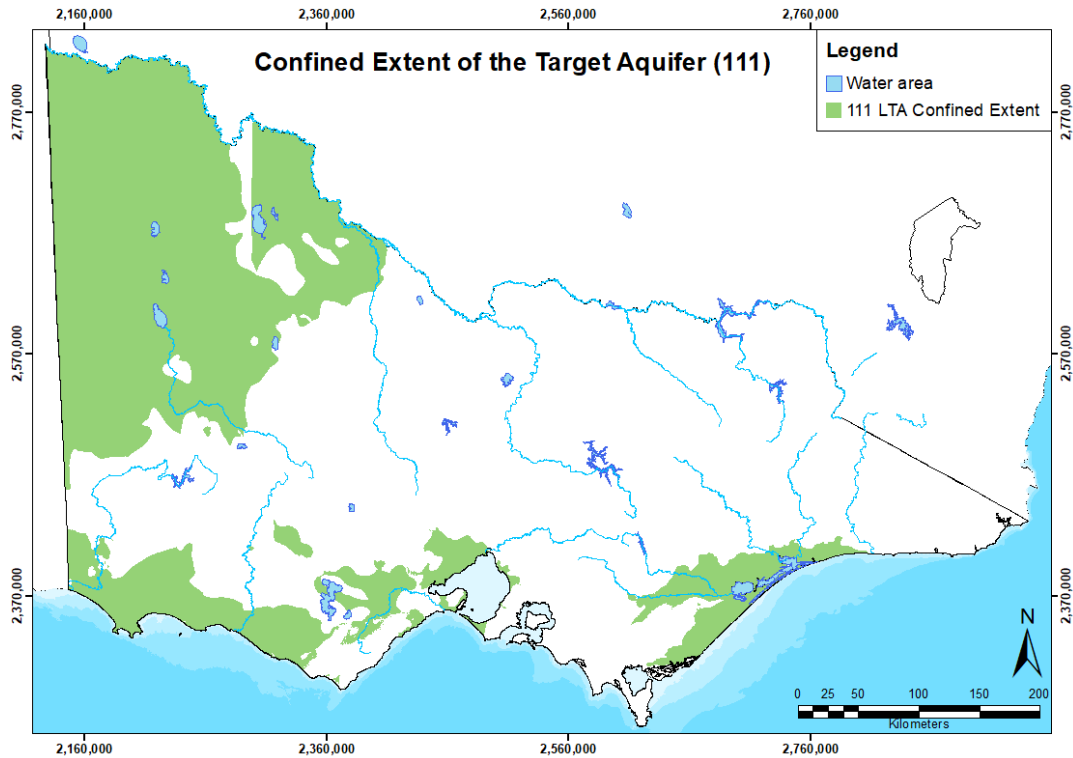 2,160,000 2,360,000 2,560,000 2,760,000
Confined Extent of the Target Aquifer (111)
Legend
Water area
111 LTA Confined Extent
2,770,000 2,770,000
2,570,000 2,570,000
2,370,000 2,370,000
N
0 25 50 100 150 200
Kilometers
2,160,000 2,360,000 2,560,000 2,760,000